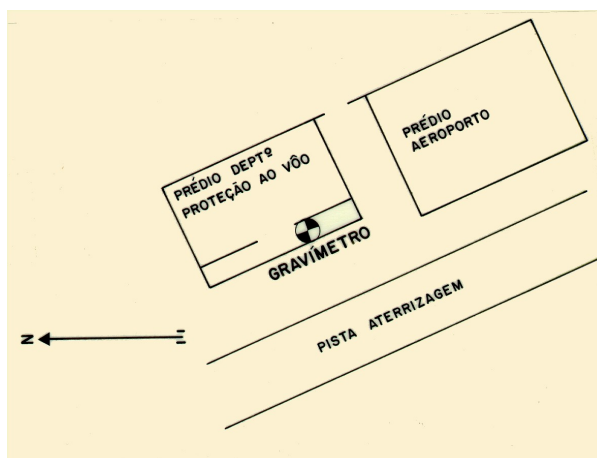 PRÉDIO DEPTº
PROTEÇÃO AO VÔO
PRÉDIO
AEROPORTO
GRAVÍMETRO
PISTA ATERRIZAGEM
N